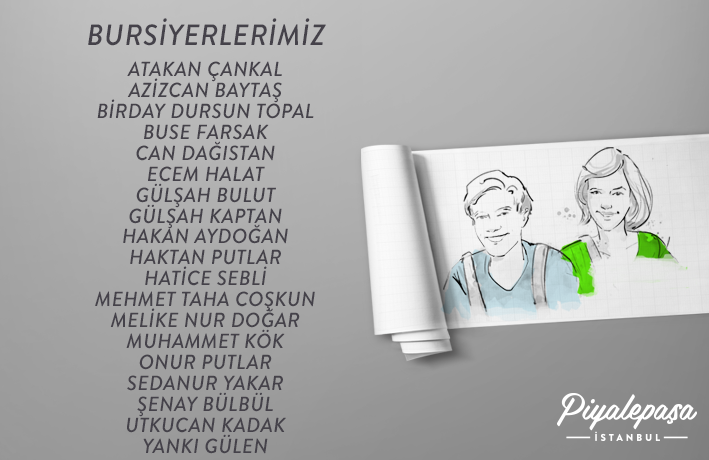 BURSİYERLERİMİZ
ATAKAN ÇANKAL
AZİZCAN BAYTAŞ
BİRDAY DURSUN TOPAL
BUSE FARSAK
CAN DAĞISTAN
ECEM HALAT
GÜLŞAH BULUT
GÜLŞAH KAPTAN
HAKAN AYDOĞAN
HAKTAN PUTLAR
HATİCE SEBLİ
MEHMET TAHA COŞKUN
MELİKE NUR DOĞAR
MUHAMMET KÖK
ONUR PUTLAR
SEDANUR YAKAR
ŞENAY BÜLBÜL
UTKUCAN KADAK
YANKI GÜLEN
Piyalepaşa
İSTANBUL